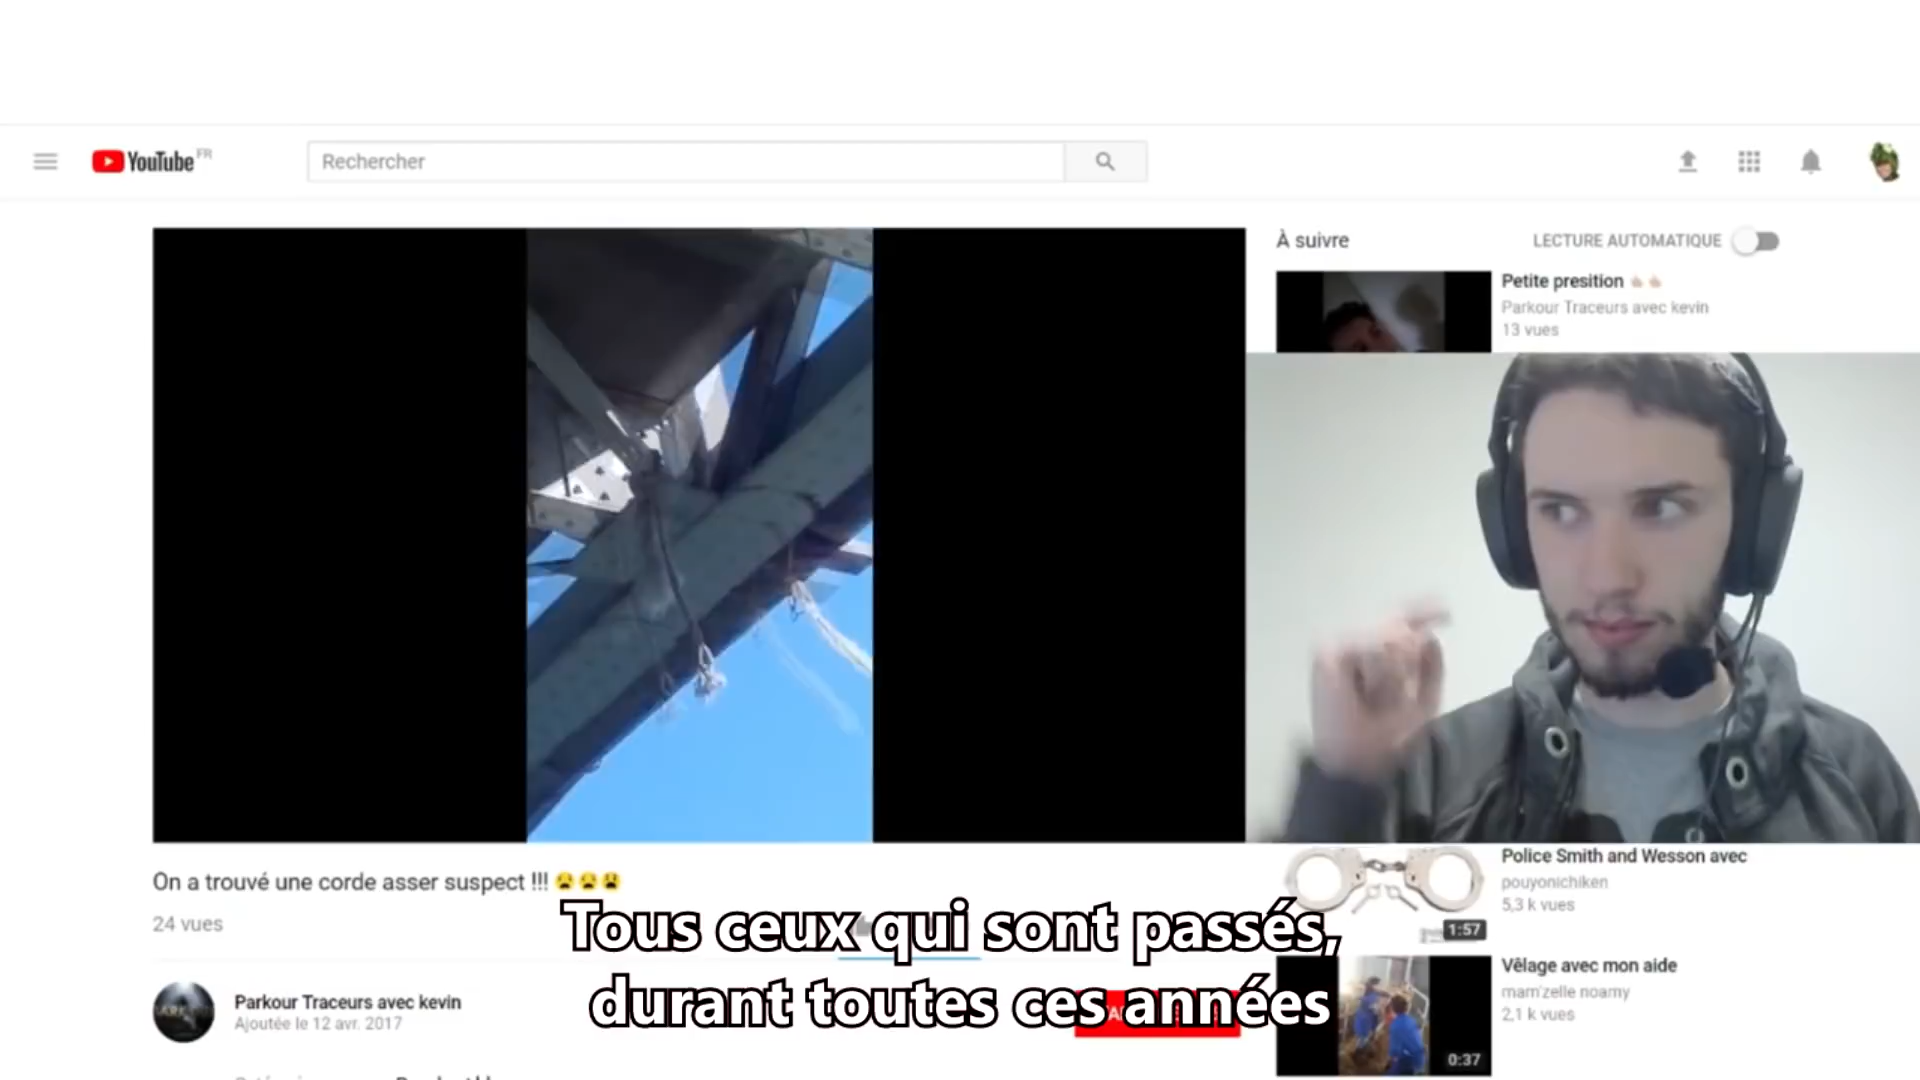 YouTube FR
Rechercher
À suivre
LECTURE AUTOMATIQUE
Petite presition
Parkour Traceurs avec kevin
13 vues
On a trouvé une corde asser suspect !!! 😫😫😫
24 vues
Parkour Traceurs avec kevin
Ajoutée le 12 avr. 2017
Tous ceux qui sont passés,
durant toutes ces années
Police Smith and Wesson avec
pouyonichiken
5,3 k vues
1:57
Vêlage avec mon aide
mam'zelle noamy
2,1 k vues
0:37